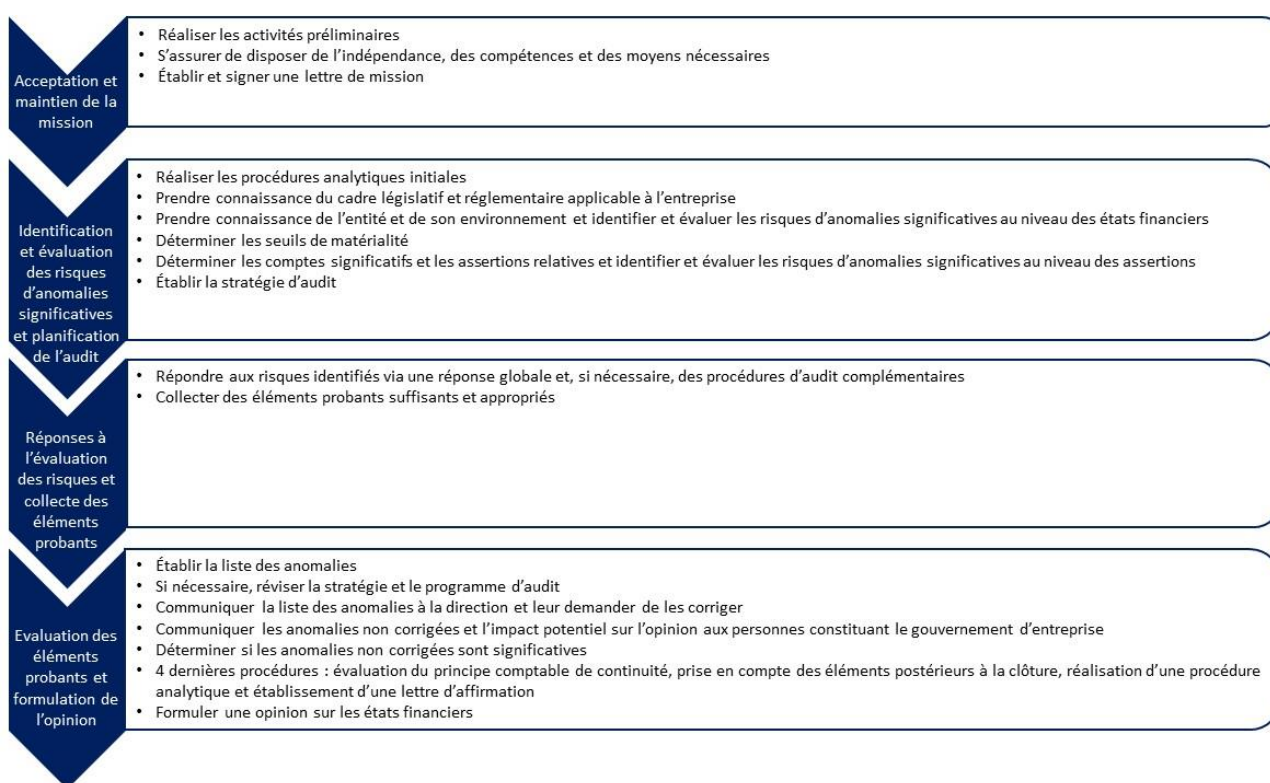 Acceptation et
maintien de la
mission
• Réaliser les activités préliminaires
• S'assurer de disposer de l'indépendance, des compétences et des moyens nécessaires
• Établir et signer une lettre de mission
Identification
et évaluation
des risques
d'anomalies
significatives
et planification
de l'audit
• Réaliser les procédures analytiques initiales
• Prendre connaissance du cadre législatif et réglementaire applicable à l'entreprise
• Prendre connaissance de l'entité et de son environnement et identifier et évaluer les risques d'anomalies significatives au niveau des états financiers
• Déterminer les seuils de matérialité
• Déterminer les comptes significatifs et les assertions relatives et identifier et évaluer les risques d'anomalies significatives au niveau des assertions
• Établir la stratégie d'audit
Réponses à
l'évaluation
des risques et
collecte des
éléments
probants
• Répondre aux risques identifiés via une réponse globale et, si nécessaire, des procédures d'audit complémentaires
• Collecter des éléments probants suffisants et appropriés
Evaluation des
éléments
probants et
formulation de
l'opinion
• Établir la liste des anomalies
• Si nécessaire, réviser la stratégie et le programme d'audit
• Communiquer la liste des anomalies à la direction et leur demander de les corriger
• Communiquer les anomalies non corrigées et l'impact potentiel sur l'opinion aux personnes constituant le gouvernement d'entreprise
• Déterminer si les anomalies non corrigées sont significatives
• 4 dernières procédures : évaluation du principe comptable de continuité, prise en compte des éléments postérieurs à la clôture, réalisation d'une procédure
analytique et établissement d'une lettre d'affirmation
• Formuler une opinion sur les états financiers